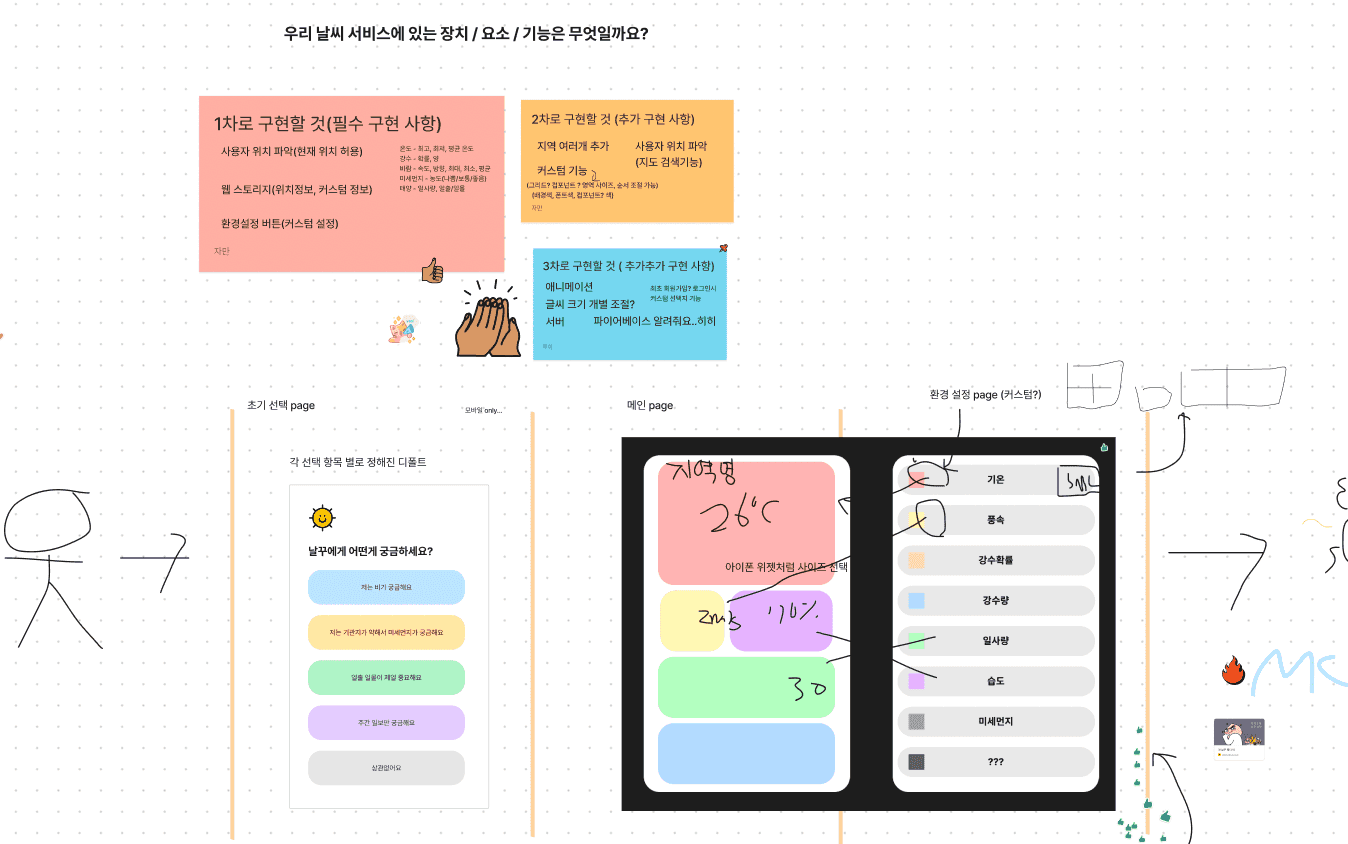 우리 날씨 서비스에 있는 장치 / 요소 / 기능은 무엇일까요?
1차로 구현할 것(필수 구현 사항)
사용자 위치 파악(현재 위치 허용)
웹 스토리지(위치정보, 커스텀 정보)
환경설정 버튼(커스텀 설정)
온도 - 최고, 최저, 평균 온도
강수 - 확률, 양
바람 - 속도, 방향, 최대, 최소, 평균
미세먼지 - 농도(나쁨/보통/좋음)
태양 - 일사량, 일출/일몰
자민
2차로 구현할 것 (추가 구현 사항)
지역 여러개 추가
사용자 위치 파악
(지도 검색기능)
커스텀 기능
(그리드? 컴포넌트 ? 영역 사이즈, 순서 조절 가능)
(배경색, 폰트색, 컴포넌트? 색)
자민
3차로 구현할 것 ( 추가추가 구현 사항)
애니메이션
글씨 크기 개별 조절?
서버
파이어베이스 알려줘요..히히
최초 회원가입? 로그인시
커스텀 선택지 기능
초기 선택 page
모바일 only...
메인 page
환경 설정 page (커스텀?)
각 선택 항목 별로 정해진 디폴트
날꾸에게 어떤게 궁금하세요?
저는 비가 궁금해요
저는 기관지가 약해서 미세먼지가 궁금해요
일출 일몰이 제일 중요해요
주간 일보만 궁금해요
상관없어요
지역명
26°C
아이폰 위젯처럼 사이즈 선택
2m/s
70%
30
기온
SML
풍속
강수확률
강수량
일사량
습도
미세먼지
???